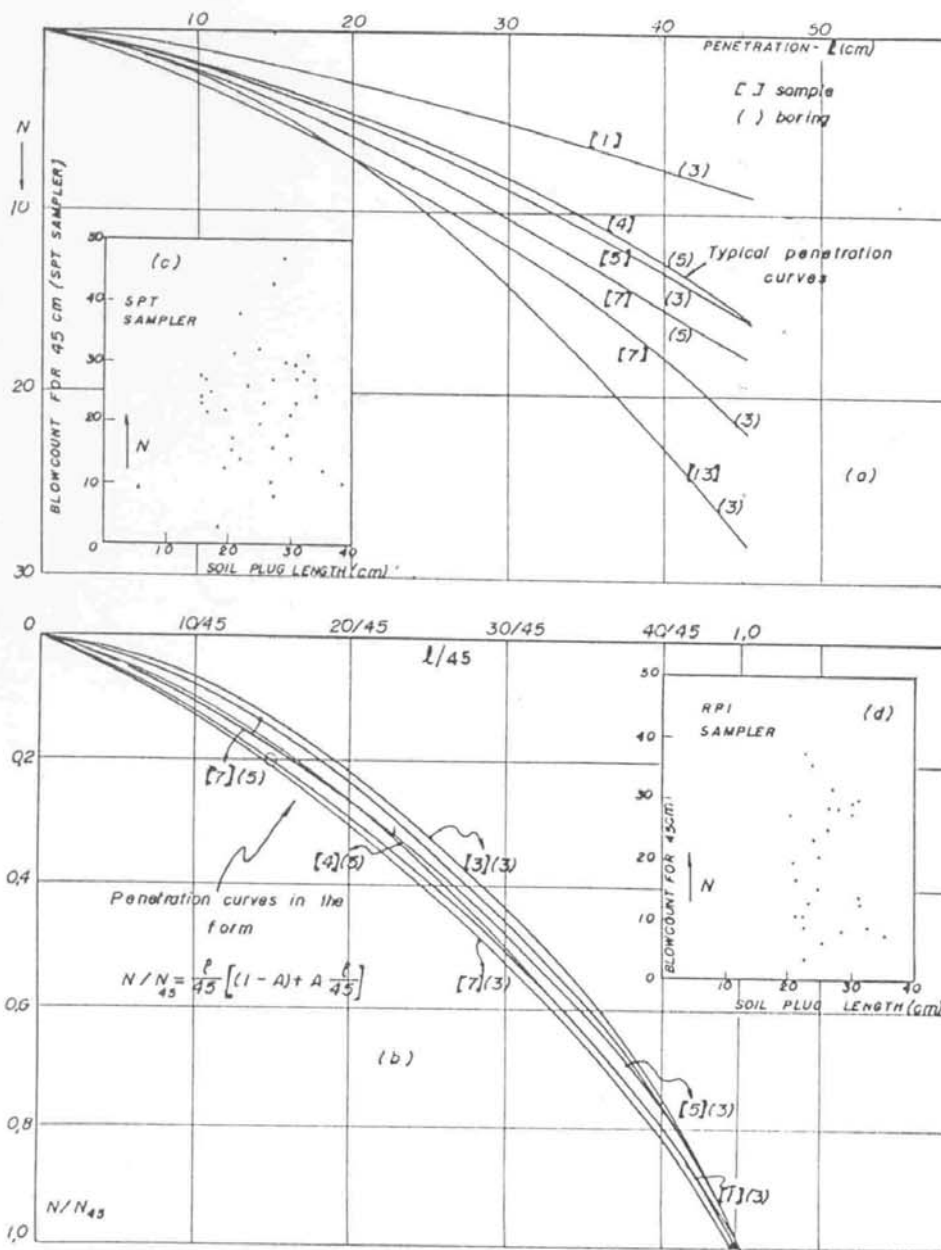 10 20 30 40 50
PENETRATION - l (cm)
[ ] sample
( ) boring
N
BLOWCOUNT FOR 45 cm (SPT SAMPLER)
10
20
30
[1] (3)
[4] (5)
[5] (3)
[7] (5)
[7] (3)
[13] (3)
Typical penetration
curves
(a)
(c)
SPT
SAMPLER
N
50
40
30
20
10
0
10 20 30 40
SOIL PLUG LENGTH (cm)
0 10/45 20/45 30/45 40/45 1,0
l/45
0,2
0,4
0,6
0,8
1,0
N/N45
[7](5)
[4](5)
[3](3)
[7](3)
[5](3)
[1](3)
Penetration curves in the
form
N/N45 = l/45 [(1 - A) + A l/45]
(b)
RPI
SAMPLER
(d)
BLOWCOUNT FOR 45cm
N
50
40
30
20
10
0
10 20 30 40
SOIL PLUG LENGTH (cm)